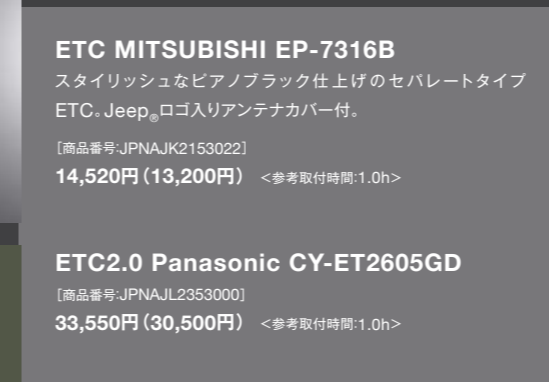 ETC MITSUBISHI EP-7316B
スタイリッシュなピアノブラック仕上げのセパレートタイプ
ETC。Jeep®ロゴ入りアンテナカバー付。
［商品番号:JPNAJK2153022］
14,520円（13,200円） ＜参考取付時間:1.0h＞
ETC2.0 Panasonic CY-ET2605GD
［商品番号:JPNAJL2353000］
33,550円（30,500円） ＜参考取付時間:1.0h＞